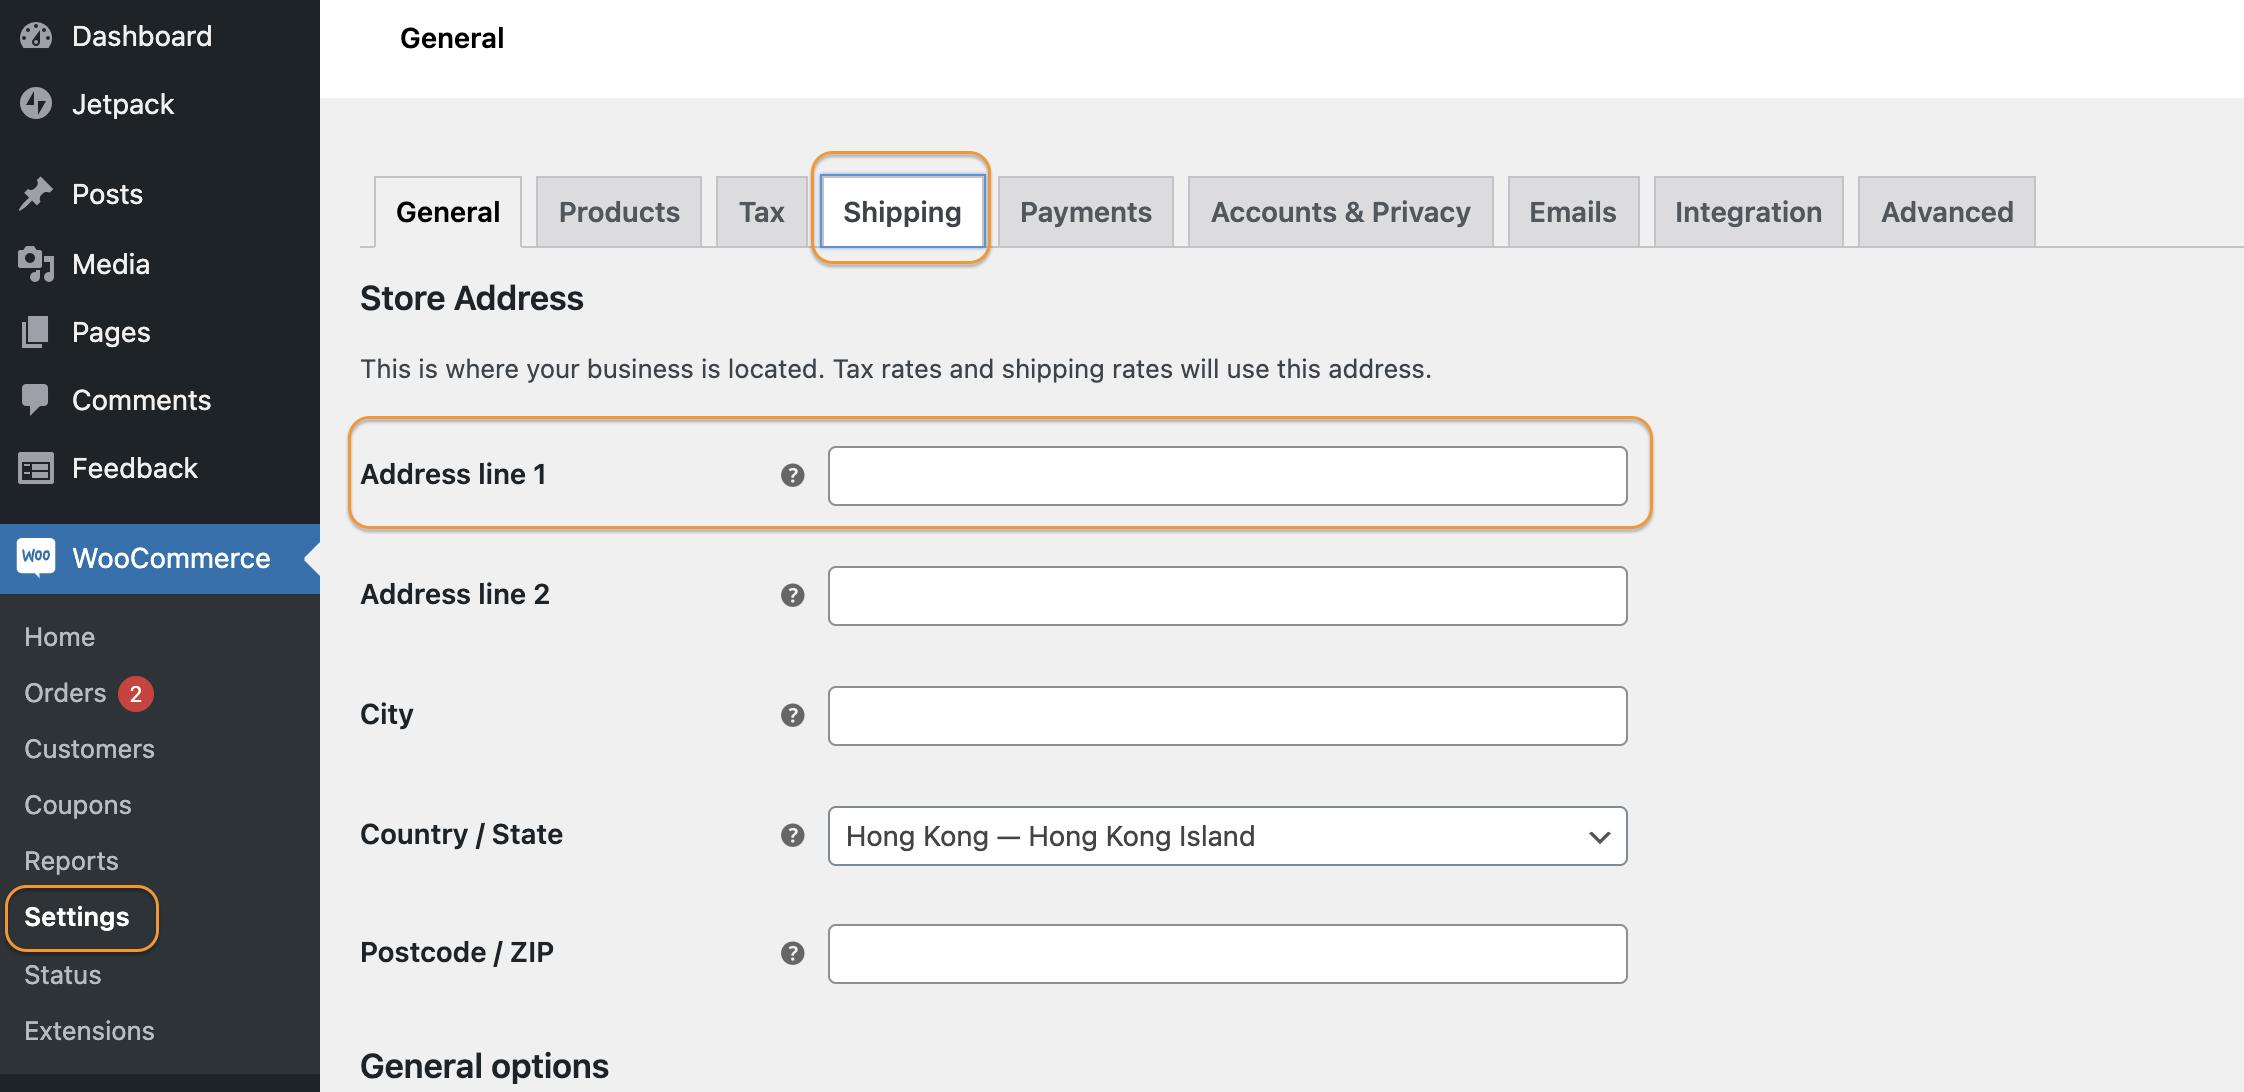 Dashboard
Jetpack
Posts
Media
Pages
Comments
Feedback
Woo WooCommerce
Home
Orders 2
Customers
Coupons
Reports
Settings
Status
Extensions
General
General Products Tax Shipping Payments Accounts & Privacy Emails Integration Advanced
Store Address
This is where your business is located. Tax rates and shipping rates will use this address.
Address line 1 ?
Address line 2 ?
City ?
Country / State ? Hong Kong — Hong Kong Island
Postcode / ZIP ?
General options